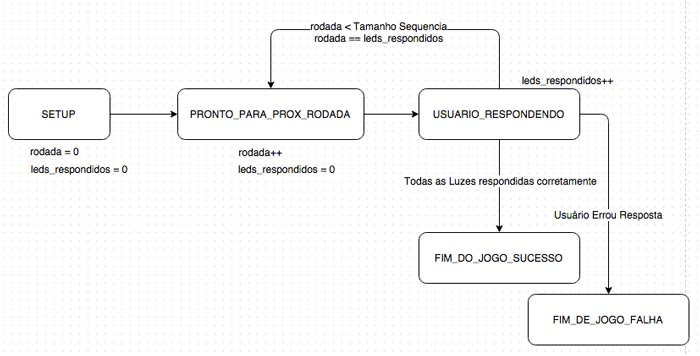 rodada < Tamanho Sequencia
rodada == leds_respondidos
leds_respondidos++
SETUP
PRONTO_PARA_PROX_RODADA
USUARIO_RESPONDENDO
rodada = 0
leds_respondidos = 0
rodada++
leds_respondidos = 0
Todas as Luzes respondidas corretamente
Usuário Errou Resposta
FIM_DO_JOGO_SUCESSO
FIM_DE_JOGO_FALHA